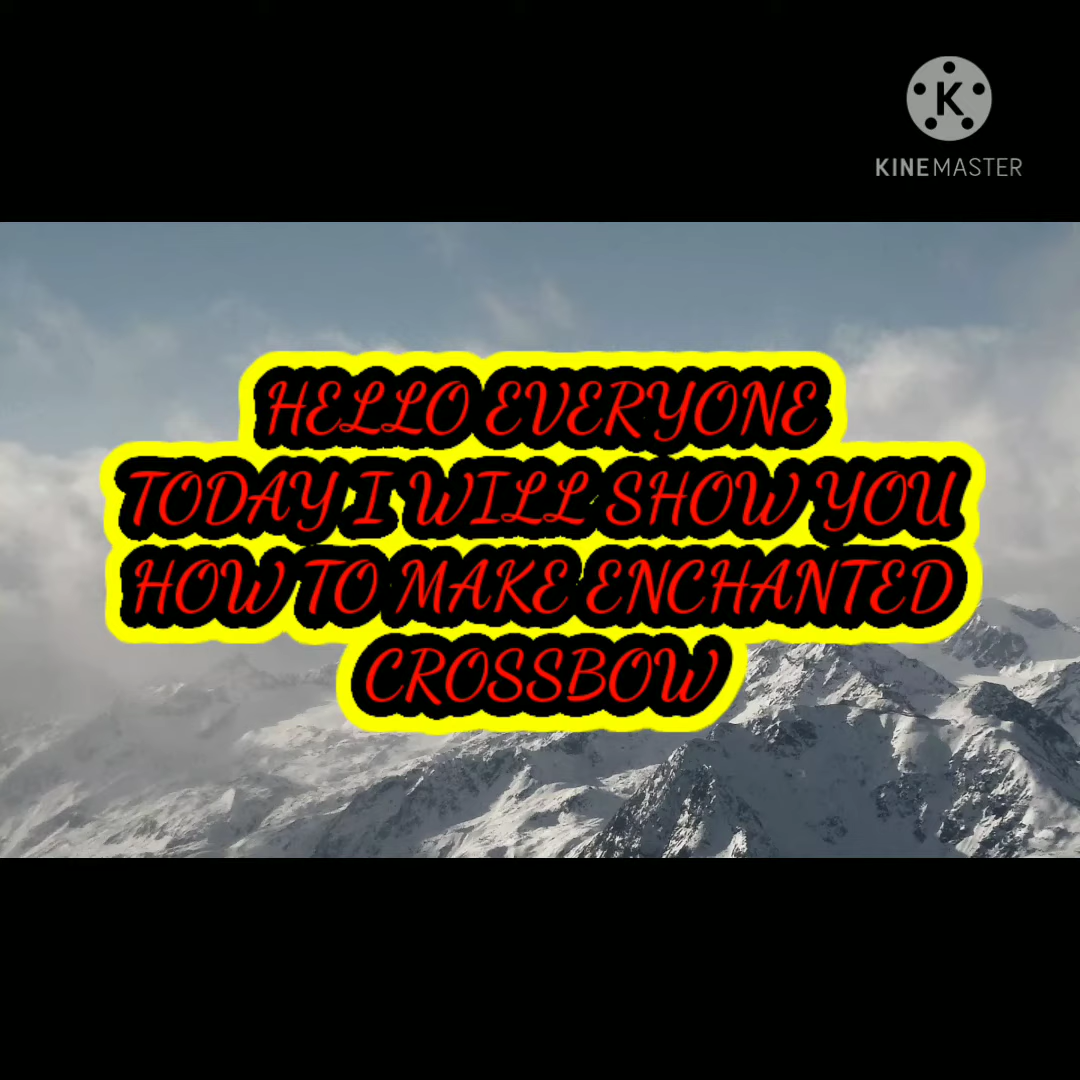 K
KINEMASTER
HELLO EVERYONE
TODAY I WILL SHOW YOU
HOW TO MAKE ENCHANTED
CROSSBOW